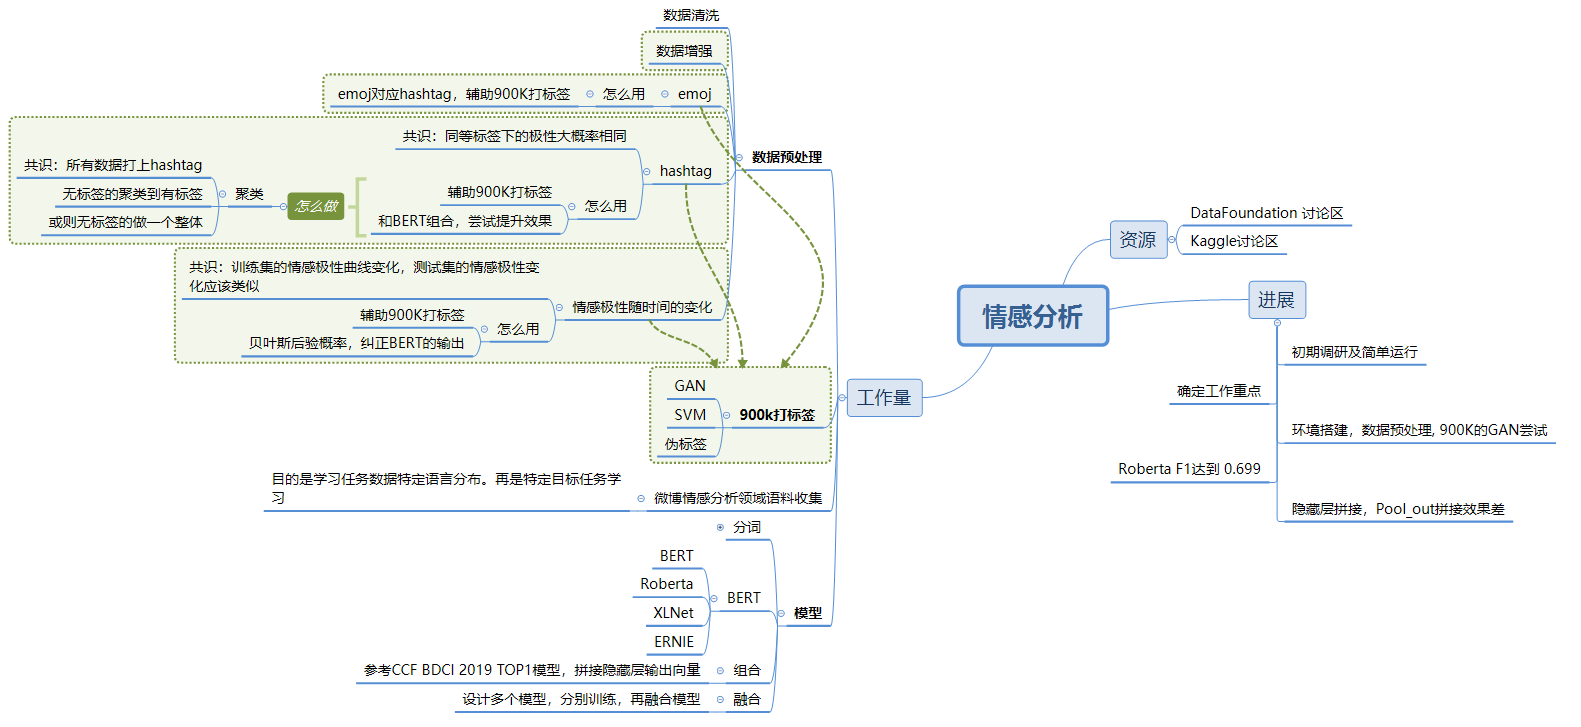 情感分析
资源
DataFoundation 讨论区
Kaggle讨论区
进展
初期调研及简单运行
确定工作重点
环境搭建，数据预处理, 900K的GAN尝试
Roberta F1达到 0.699
隐藏层拼接，Pool_out拼接效果差
工作量
数据预处理
数据清洗
数据增强
emoj
怎么用
emoj对应hashtag，辅助900K打标签
hashtag
共识：同等标签下的极性大概率相同
怎么用
辅助900K打标签
和BERT组合，尝试提升效果
怎么做
聚类
共识：所有数据打上hashtag
无标签的聚类到有标签
或则无标签的做一个整体
情感极性随时间的变化
共识：训练集的情感极性曲线变化，测试集的情感极性变
化应该类似
怎么用
辅助900K打标签
贝叶斯后验概率，纠正BERT的输出
900k打标签
GAN
SVM
伪标签
微博情感分析领域语料收集
目的是学习任务数据特定语言分布。再是特定目标任务学
习
模型
分词
BERT
BERT
Roberta
XLNet
ERNIE
组合
参考CCF BDCI 2019 TOP1模型，拼接隐藏层输出向量
融合
设计多个模型，分别训练，再融合模型